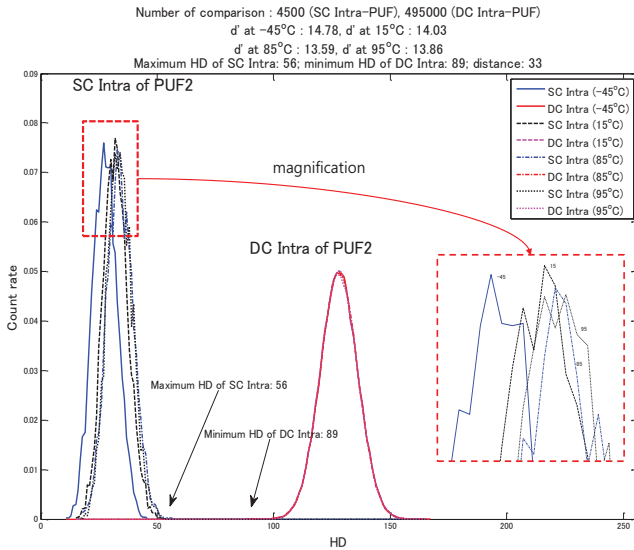 Number of comparison : 4500 (SC Intra-PUF), 495000 (DC Intra-PUF)
d' at -45°C : 14.78, d' at 15°C : 14.03
d' at 85°C : 13.59, d' at 95°C : 13.86
Maximum HD of SC Intra: 56; minimum HD of DC Intra: 89; distance: 33
0.09
0.08
0.07
0.06
0.05
0.04
0.03
0.02
0.01
0
Count rate
SC Intra of PUF2
magnification
DC Intra of PUF2
Maximum HD of SC Intra: 56
Minimum HD of DC Intra: 89
SC Intra (-45°C)
DC Intra (-45°C)
SC Intra (15°C)
DC Intra (15°C)
SC Intra (85°C)
DC Intra (85°C)
SC Intra (95°C)
DC Intra (95°C)
-45
15
95
-85
0 50 100 150 200 250
HD